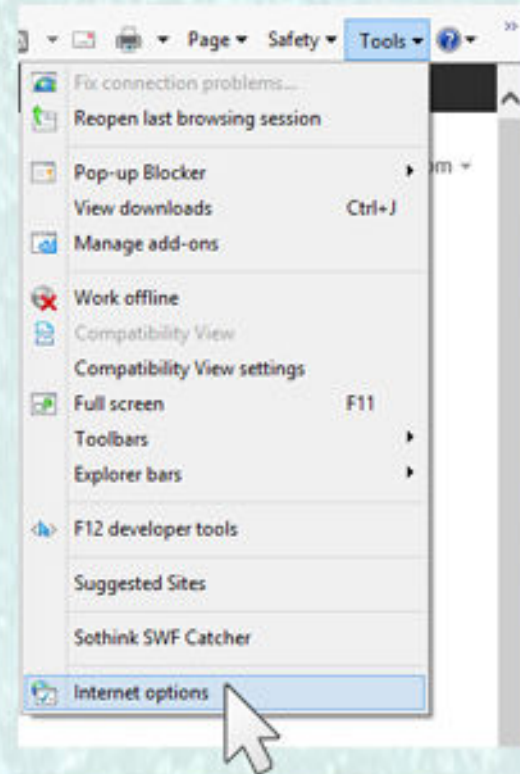 Page Safety Tools
Fix connection problems...
Reopen last browsing session
Pop-up Blocker
View downloads Ctrl+J
Manage add-ons
Work offline
Compatibility View
Compatibility View settings
Full screen F11
Toolbars
Explorer bars
F12 developer tools
Suggested Sites
Sothink SWF Catcher
Internet options